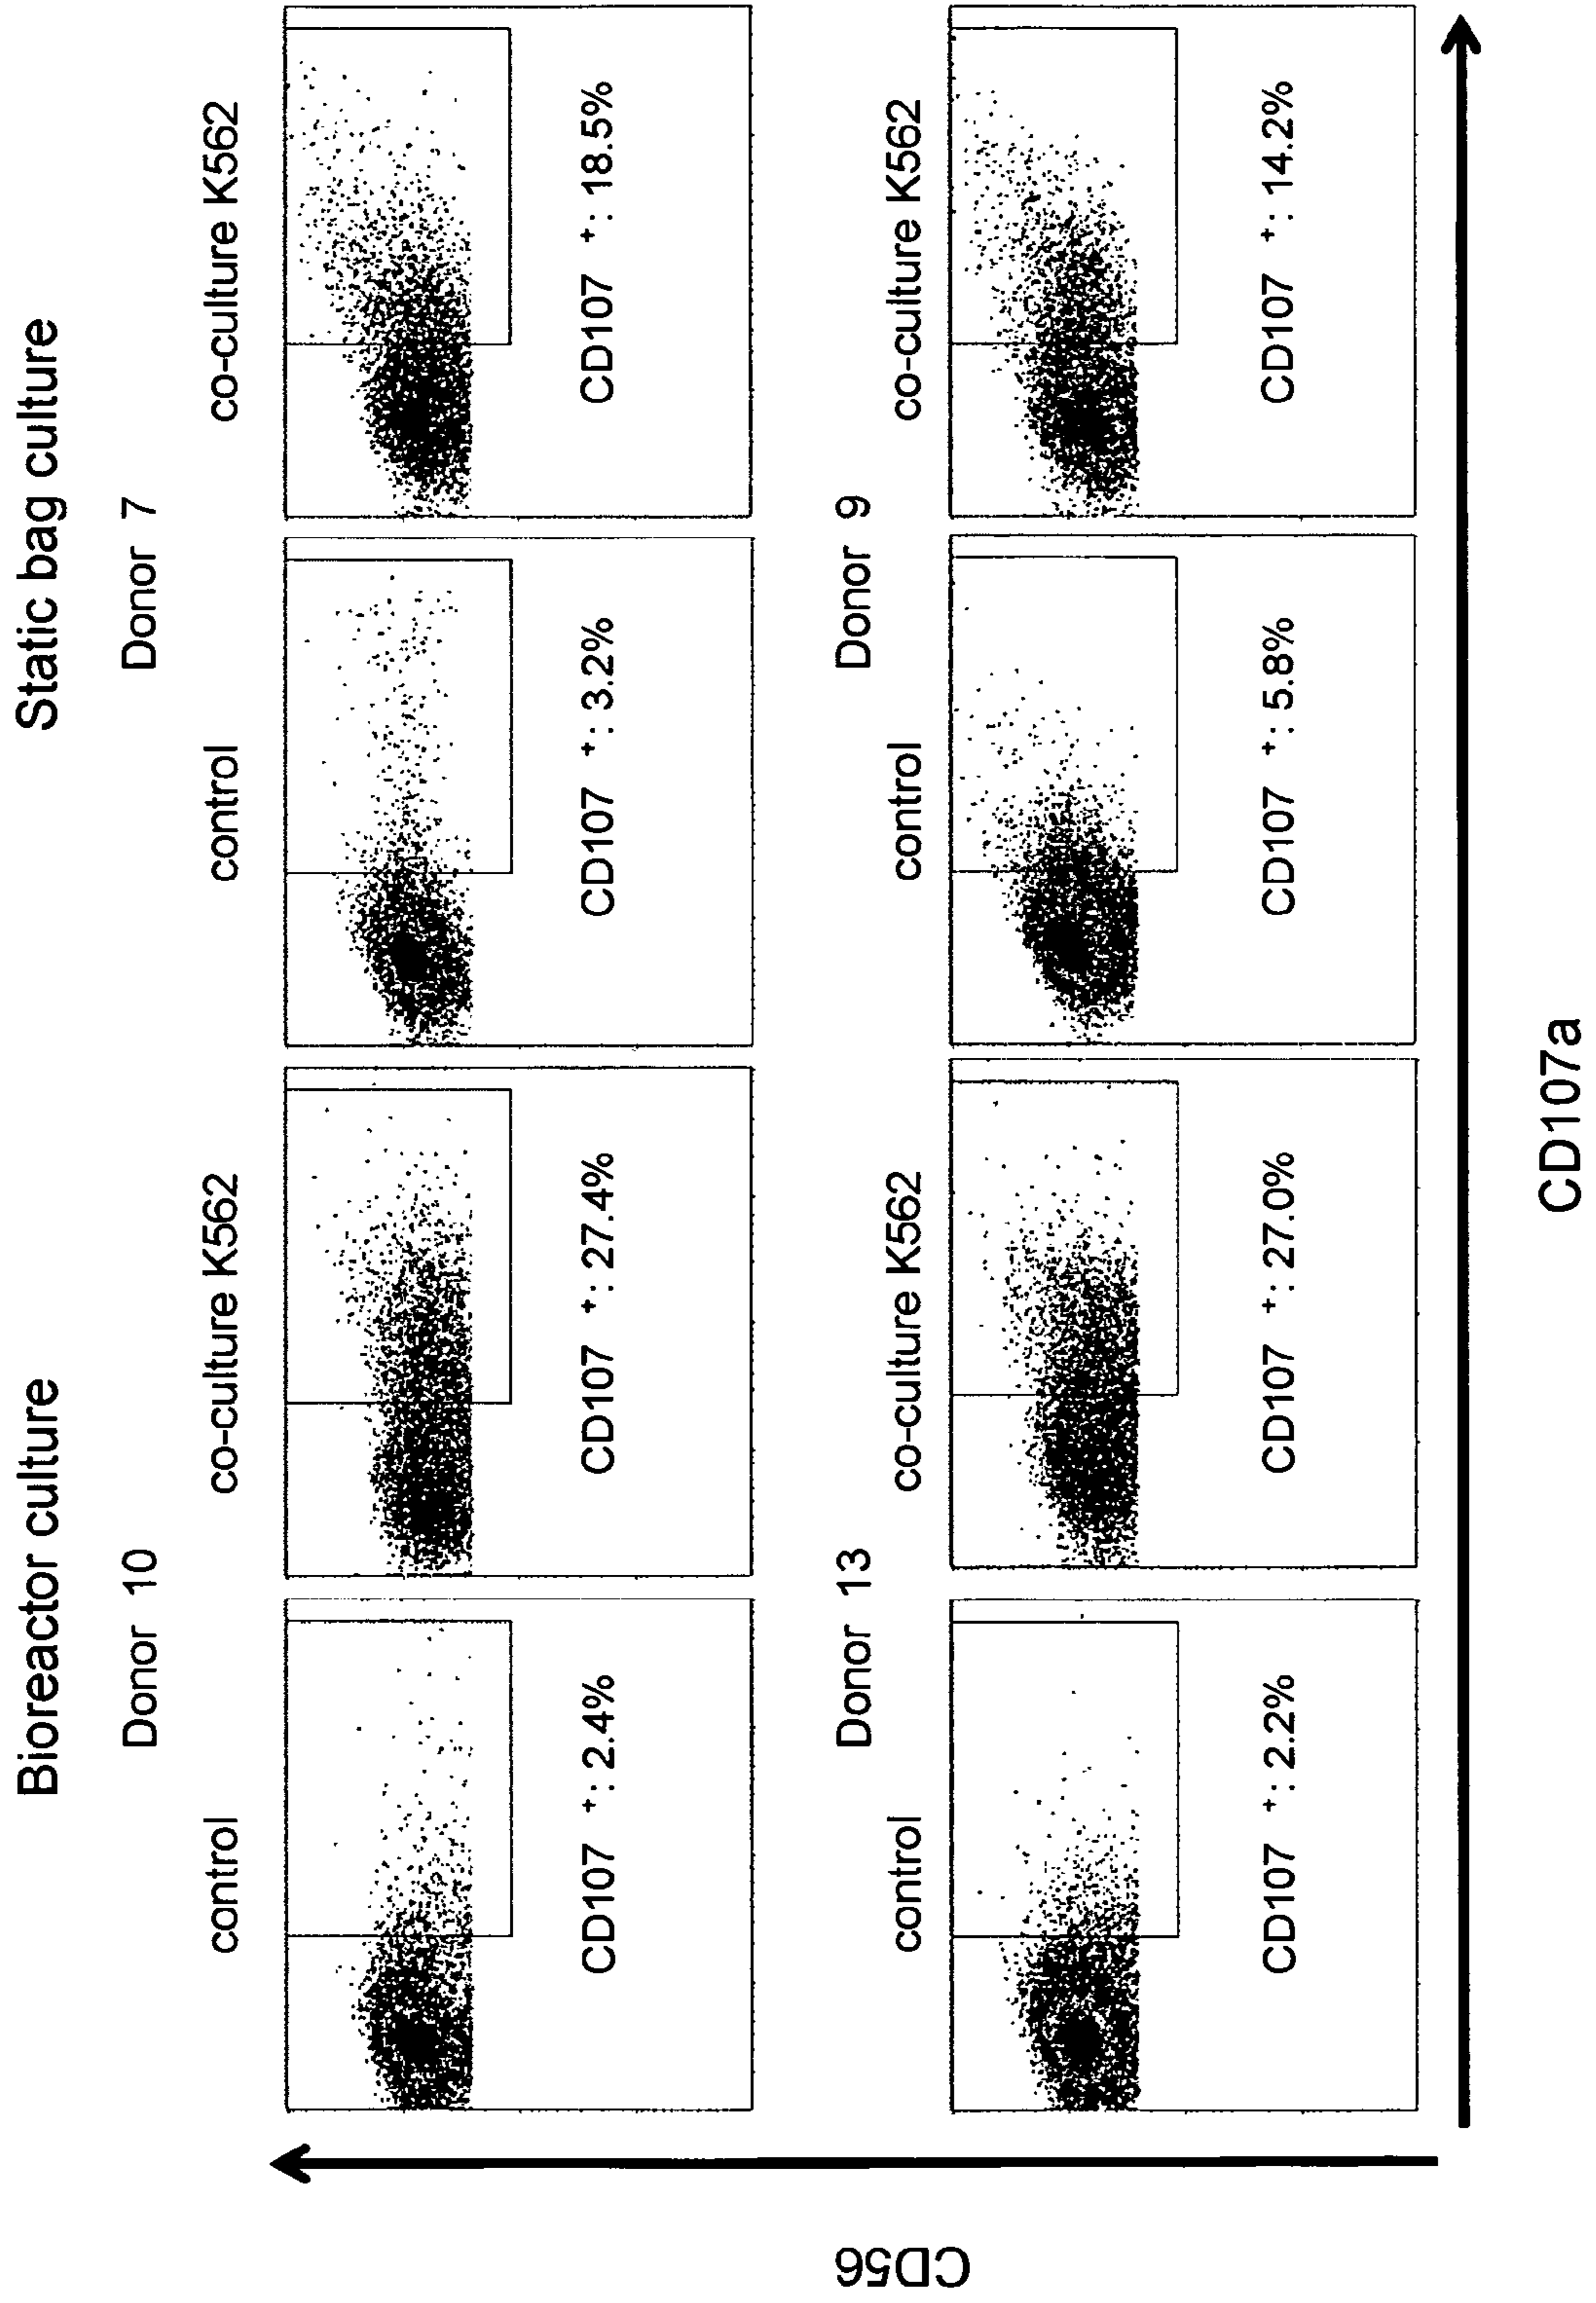 Bioreactor culture
Static bag culture
Donor 10
Donor 7
control
co-culture K562
control
co-culture K562
CD107 +: 2.4%
CD107 +: 27.4%
CD107 +: 3.2%
CD107 +: 18.5%
Donor 13
Donor 9
control
co-culture K562
control
co-culture K562
CD107 +: 2.2%
CD107 +: 27.0%
CD107 +: 5.8%
CD107 +: 14.2%
CD56
CD107a